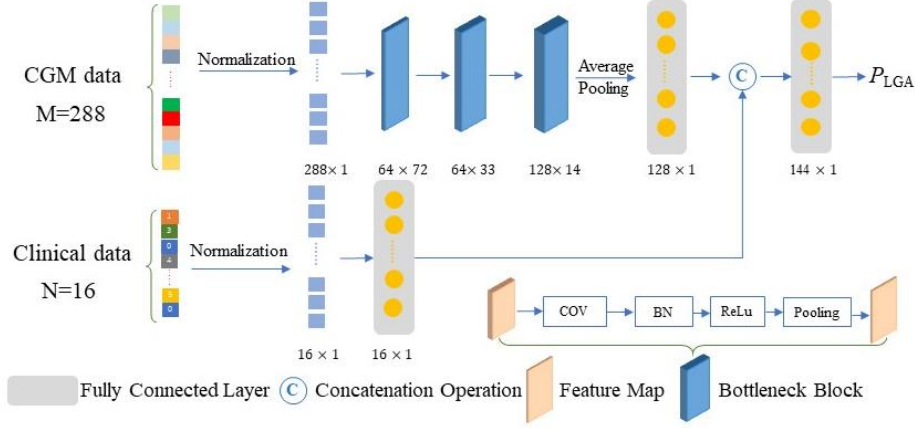 CGM data
M=288
Normalization
288× 1
64 × 72
64× 33
128× 14
Average
Pooling
128 × 1
C
144 × 1
P_LGA
Clinical data
N=16
1
3
0
4
0
Normalization
16 × 1
16 × 1
COV
BN
ReLu
Pooling
Fully Connected Layer
C
Concatenation Operation
Feature Map
Bottleneck Block